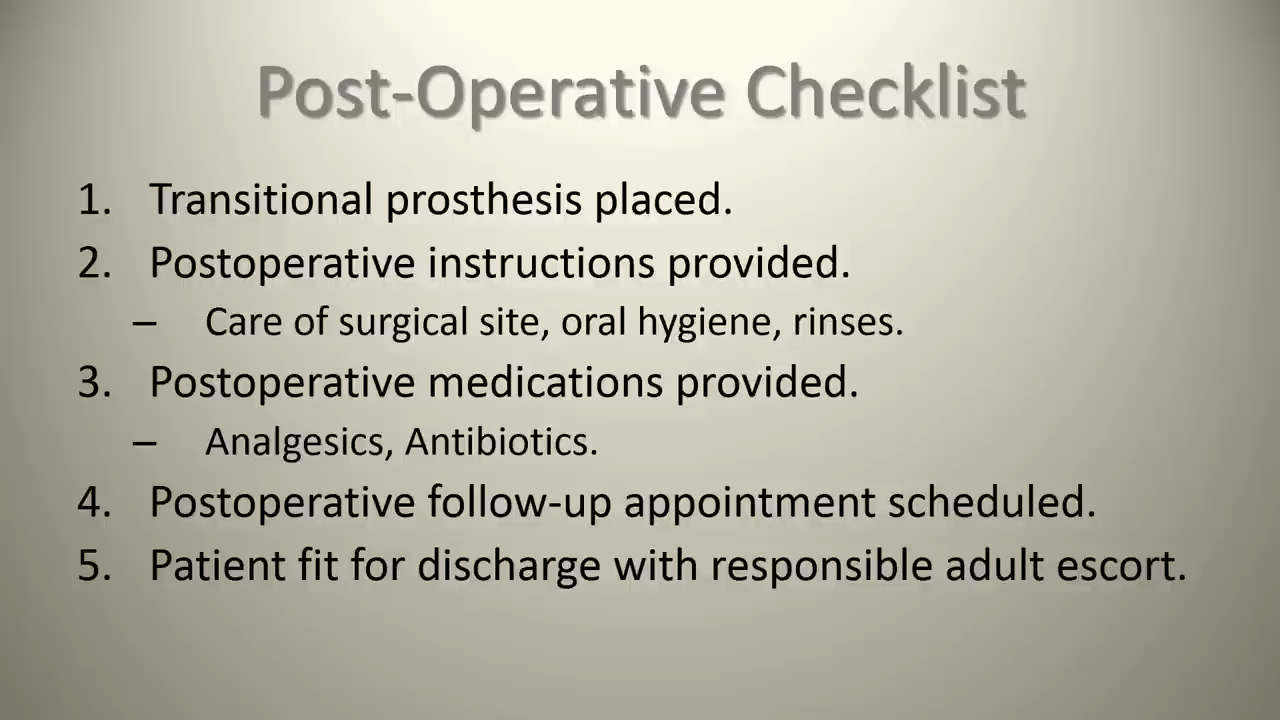 Post-Operative Checklist
1. Transitional prosthesis placed.
2. Postoperative instructions provided.
– Care of surgical site, oral hygiene, rinses.
3. Postoperative medications provided.
– Analgesics, Antibiotics.
4. Postoperative follow-up appointment scheduled.
5. Patient fit for discharge with responsible adult escort.